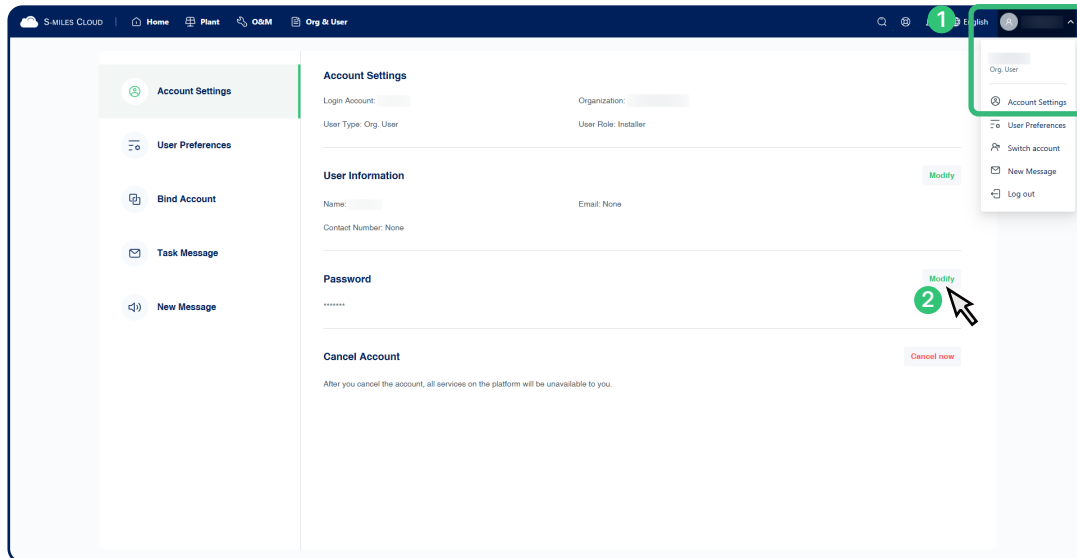 S-MILES CLOUD Home Plant O&M Org & User English
1
Org. User
Account Settings
User Preferences
Switch account
New Message
Log out
Account Settings
User Preferences
Bind Account
Task Message
New Message
Account Settings
Login Account: Organization:
User Type: Org. User User Role: Installer
User Information Modify
Name: Email: None
Contact Number: None
Password Modify
******* 2
Cancel Account Cancel now
After you cancel the account, all services on the platform will be unavailable to you.